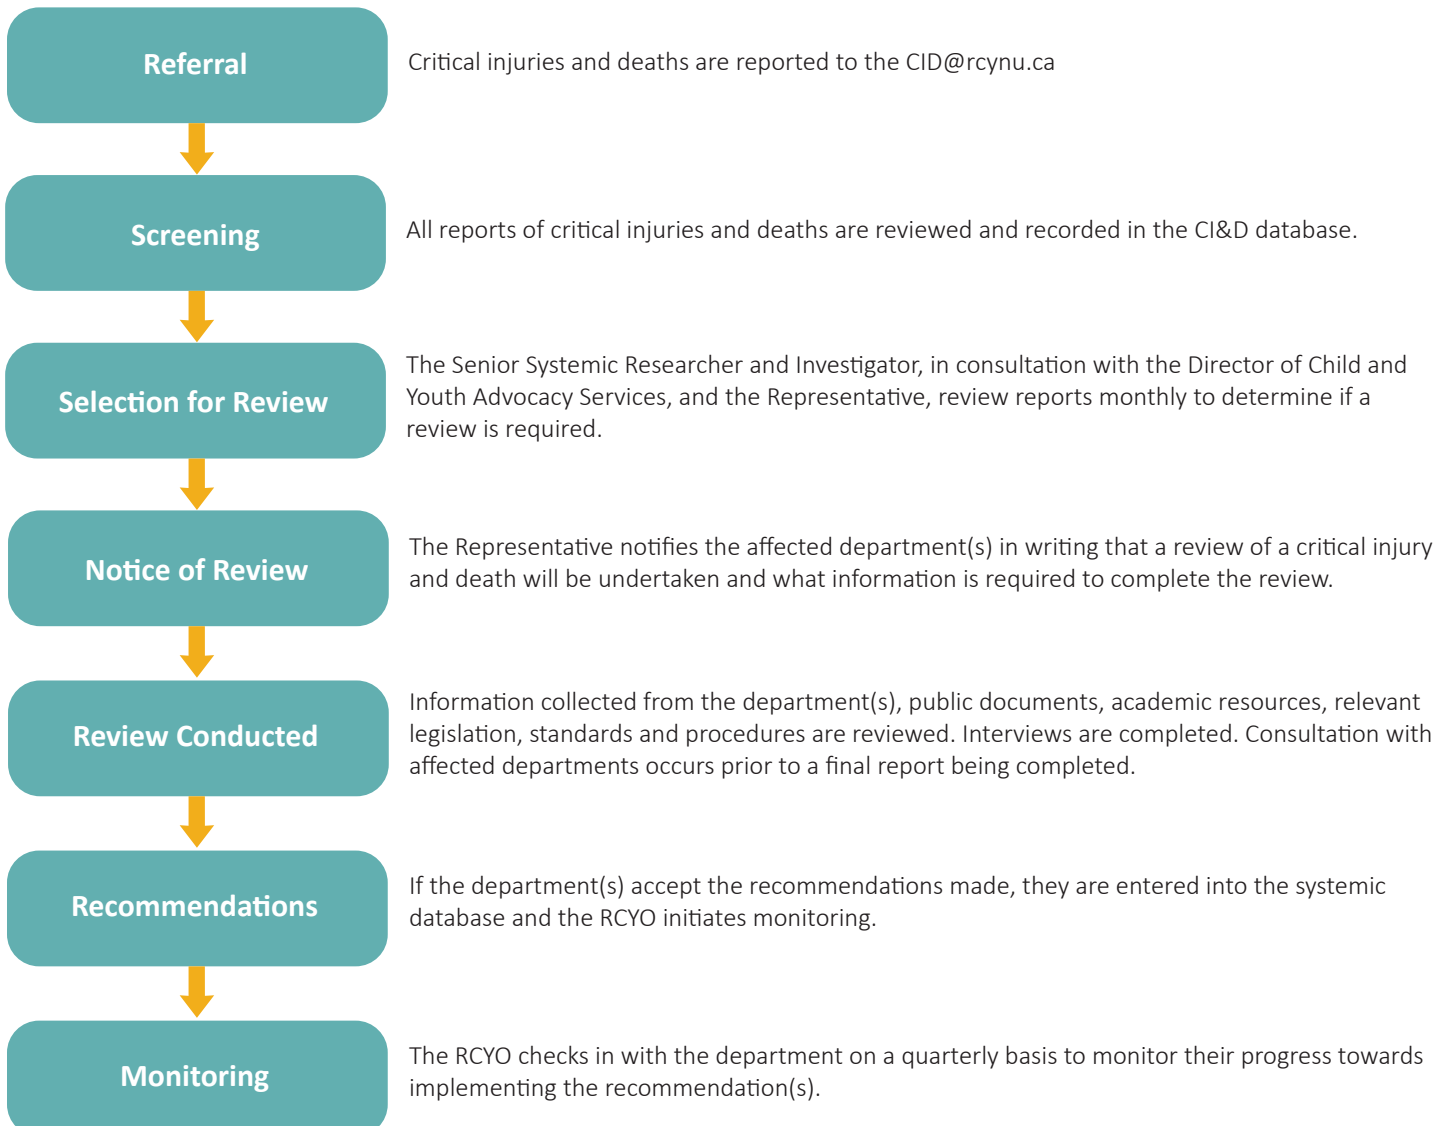 Referral
Critical injuries and deaths are reported to the CID@rcynu.ca
Screening
All reports of critical injuries and deaths are reviewed and recorded in the CI&D database.
Selection for Review
The Senior Systemic Researcher and Investigator, in consultation with the Director of Child and
Youth Advocacy Services, and the Representative, review reports monthly to determine if a
review is required.
Notice of Review
The Representative notifies the affected department(s) in writing that a review of a critical injury
and death will be undertaken and what information is required to complete the review.
Review Conducted
Information collected from the department(s), public documents, academic resources, relevant
legislation, standards and procedures are reviewed. Interviews are completed. Consultation with
affected departments occurs prior to a final report being completed.
Recommendations
If the department(s) accept the recommendations made, they are entered into the systemic
database and the RCYO initiates monitoring.
Monitoring
The RCYO checks in with the department on a quarterly basis to monitor their progress towards
implementing the recommendation(s).